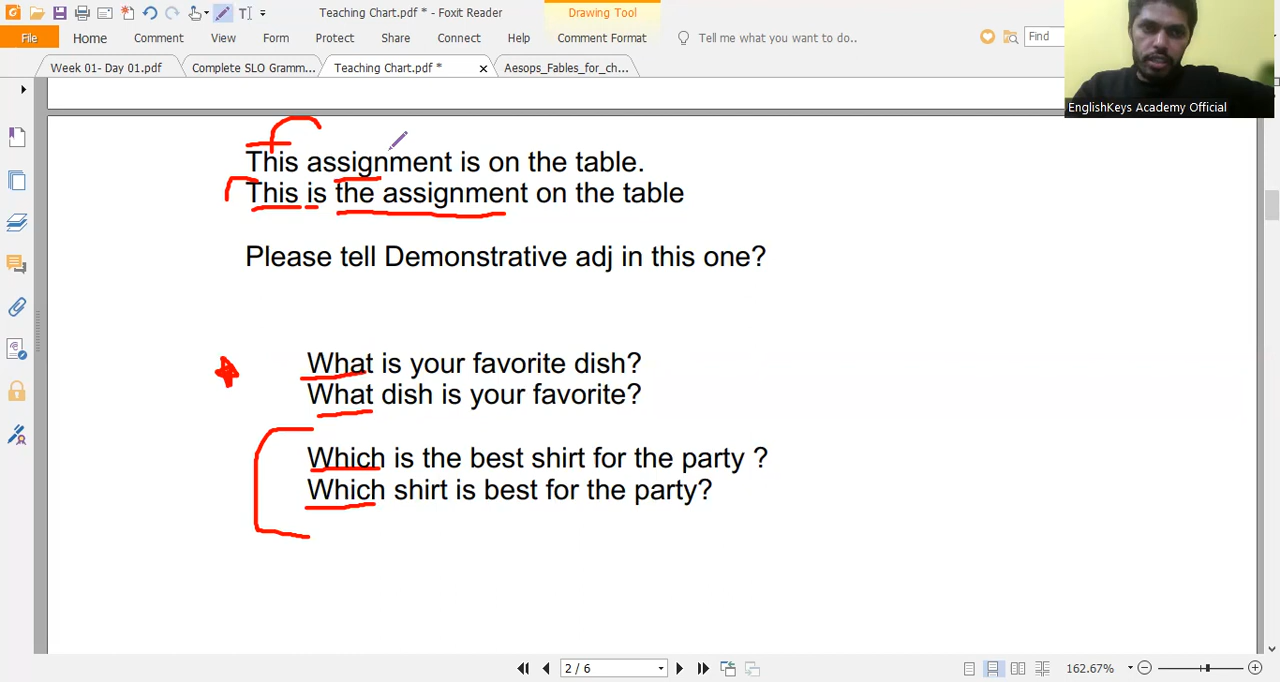 Teaching Chart.pdf * - Foxit Reader
Drawing Tool
File
Home
Comment
View
Form
Protect
Share
Connect
Help
Comment Format
Tell me what you want to do..
Find
EnglishKeys Academy Official
Week 01- Day 01.pdf
Complete SLO Gramm...
Teaching Chart.pdf *
Aesops_Fables_for_ch...
This assignment is on the table.
This is the assignment on the table
Please tell Demonstrative adj in this one?
What is your favorite dish?
What dish is your favorite?
Which is the best shirt for the party ?
Which shirt is best for the party?
2 / 6
162.67%